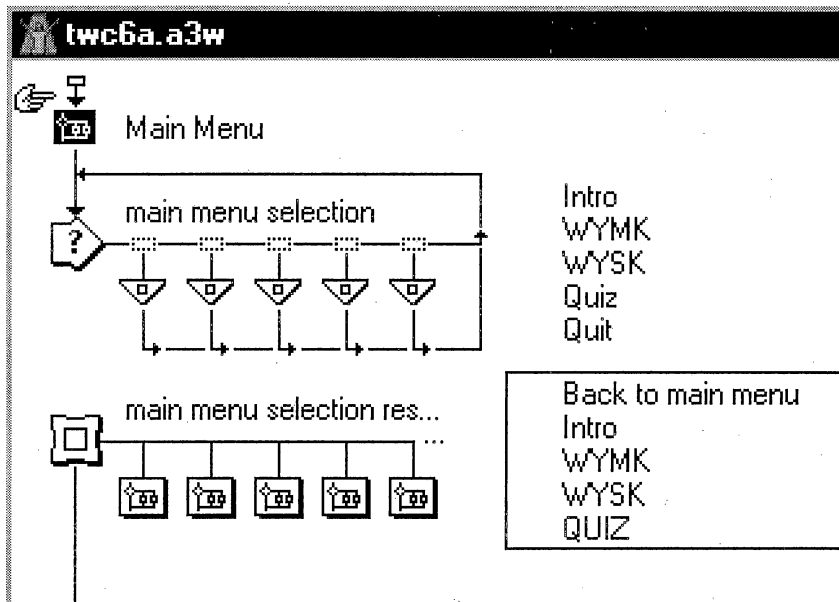 twc6a.a3w
Main Menu
main menu selection
?
Intro
WYMK
WYSK
Quiz
Quit
main menu selection res...
...
Back to main menu
Intro
WYMK
WYSK
QUIZ